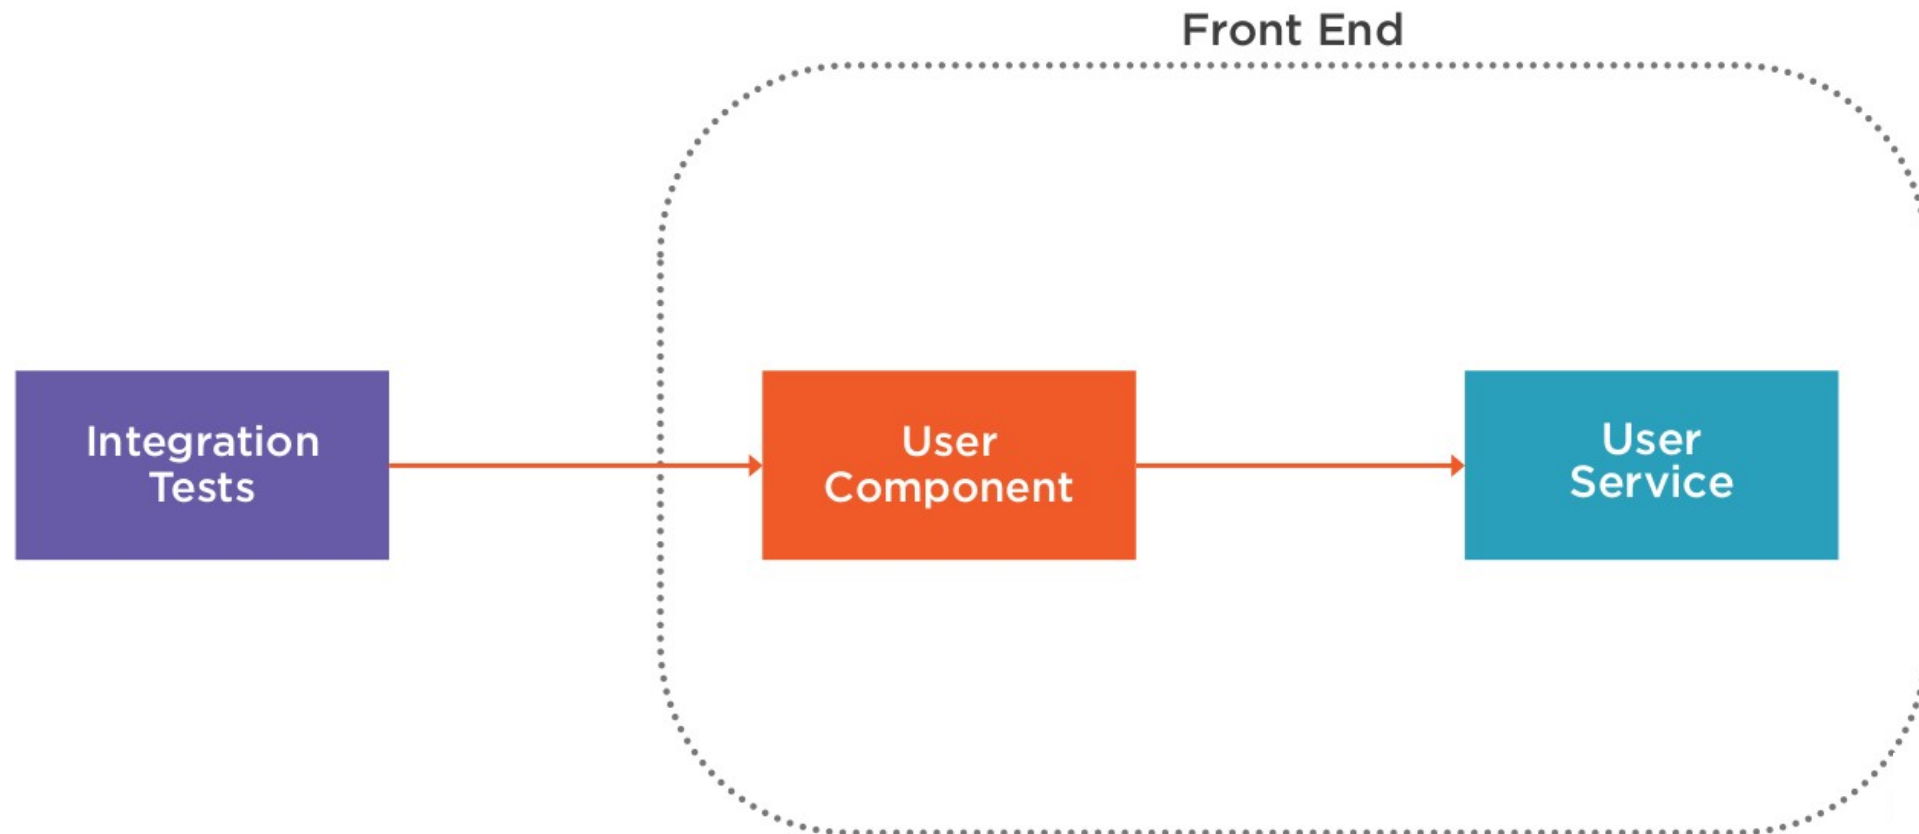 Front End
Integration
Tests
User
Component
User
Service